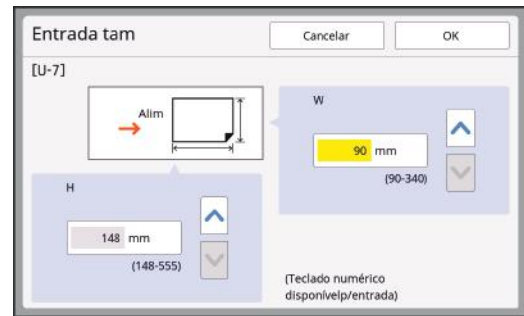 Entrada tam
Cancelar
OK
[U-7]
Alim
W
90 mm
(90-340)
H
148 mm
(148-555)
(Teclado numérico
disponívelp/entrada)